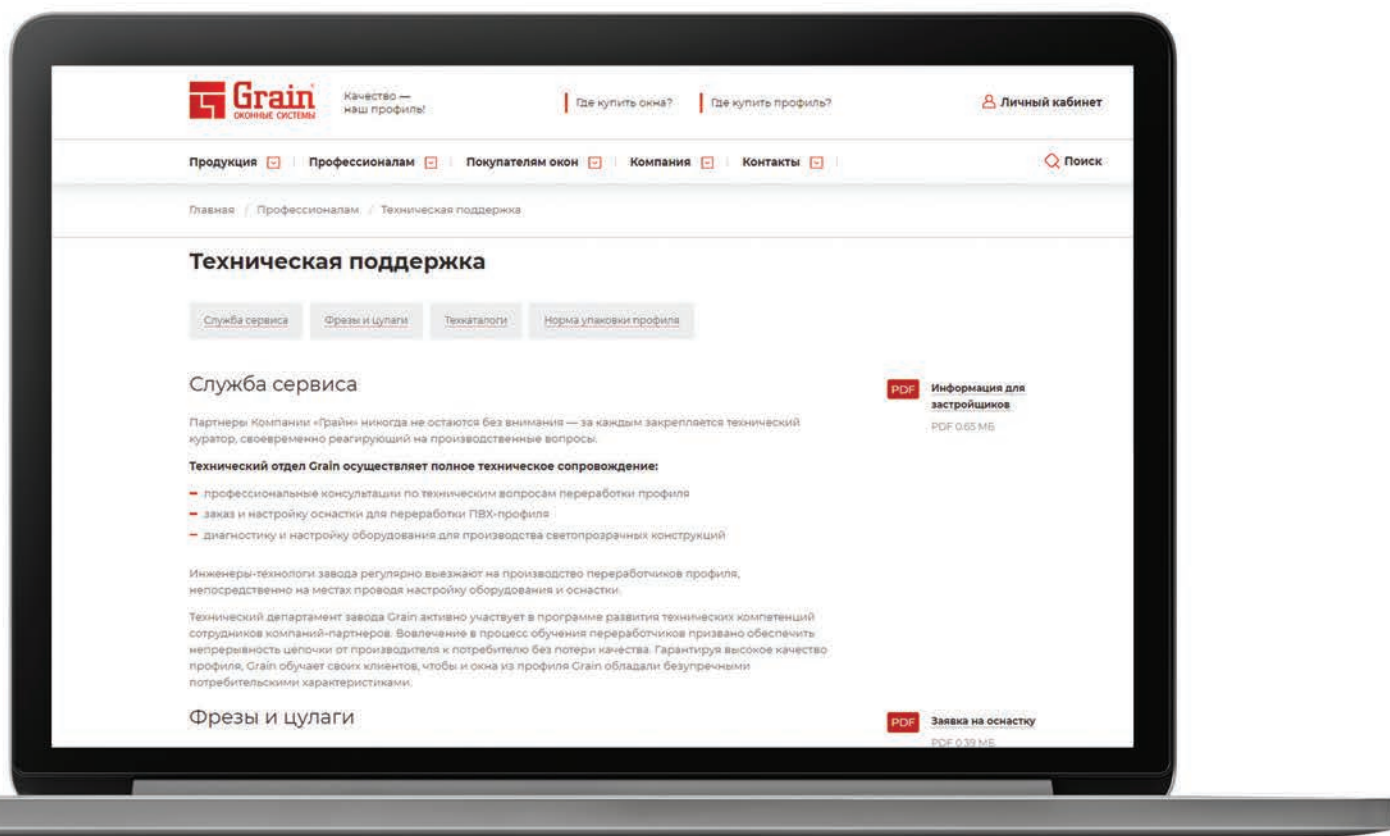 Grain
ОКОННЫЕ СИСТЕМЫ
Качество —
наш профиль!
Где купить окна?
Где купить профиль?
Личный кабинет
Продукция
Профессионалам
Покупателям окон
Компания
Контакты
Поиск
Главная / Профессионалам / Техническая поддержка
Техническая поддержка
Служба сервиса
Фрезы и цулаги
Техкаталоги
Норма упаковки профиля
Служба сервиса
Партнеры Компании «Грайн» никогда не остаются без внимания — за каждым закрепляется технический
куратор, своевременно реагирующий на производственные вопросы.
Технический отдел Grain осуществляет полное техническое сопровождение:
– профессиональные консультации по техническим вопросам переработки профиля
– заказ и настройку оснастки для переработки ПВХ-профиля
– диагностику и настройку оборудования для производства светопрозрачных конструкций
Инженеры-технологи завода регулярно выезжают на производство переработчиков профиля,
непосредственно на местах проводя настройку оборудования и оснастки.
Технический департамент завода Grain активно участвует в программе развития технических компетенций
сотрудников компаний-партнеров. Вовлечение в процесс обучения переработчиков призвано обеспечить
непрерывность цепочки от производителя к потребителю без потери качества. Гарантируя высокое качество
профиля, Grain обучает своих клиентов, чтобы и окна из профиля Grain обладали безупречными
потребительскими характеристиками.
PDF
Информация для
застройщиков
PDF 0.65 МБ
Фрезы и цулаги
PDF
Заявка на оснастку
PDF 0.39 МБ